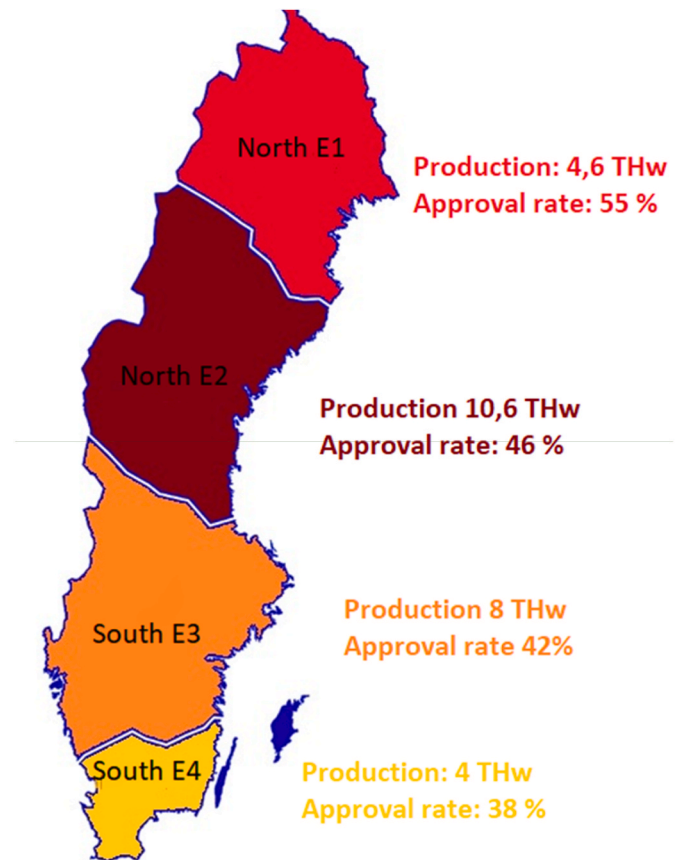 North E1
Production: 4,6 THw
Approval rate: 55 %
North E2
Production 10,6 THw
Approval rate: 46 %
South E3
Production 8 THw
Approval rate 42%
South E4
Production: 4 THw
Approval rate: 38 %